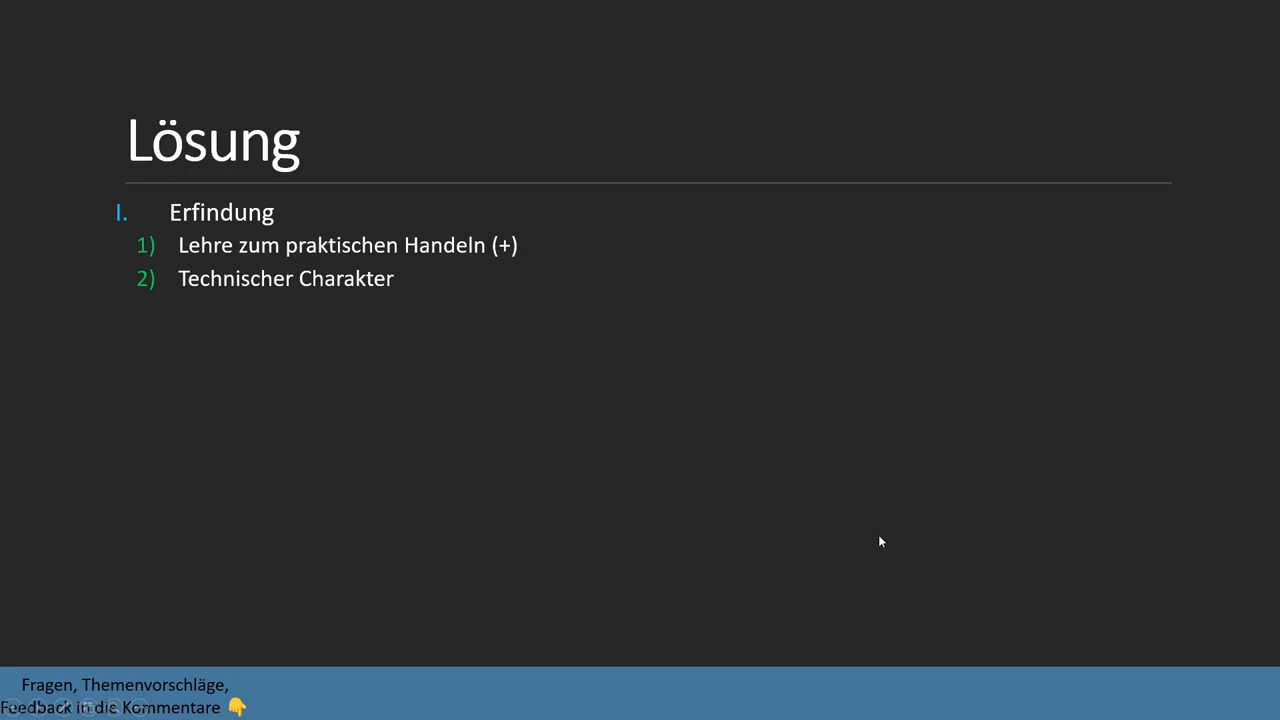 Lösung
I. Erfindung
1) Lehre zum praktischen Handeln (+)
2) Technischer Charakter
Fragen, Themenvorschläge,
Feedback in die Kommentare 👇